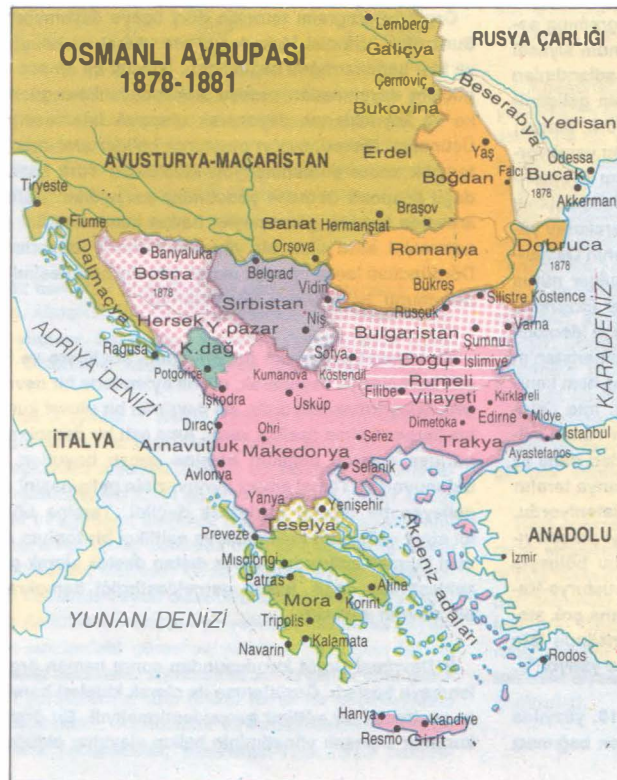 OSMANLI AVRUPASI
1878-1881
Lemberg
Galiçya
RUSYA ÇARLIĞI
Çernoviç
Bukovina
Beserabya
Yedisan
AVUSTURYA-MACARİSTAN
Erdel
Yaş
Boğdan
Falcı
Bucak
1878
Odessa
Akkerman
Tiryeste
Fiume
Banat
Hermanştat
Braşov
Orşova
Romanya
Dobruca
1878
Dalmaçya
Banyaluka
Bosna
1878
Belgrad
Sırbistan
Vidin
Bükreş
Silistre
Köstence
Rusçuk
Hersek
Y.pazar
Niş
Bulgaristan
Varna
Şumnu
ADRİYA DENİZİ
Ragusa
K.dağ
Sofya
Doğu
İslimiye
KARADENİZ
Potgoriçe
Kumanova
Köstendil
Rumeli
İşkodra
Üsküp
Filibe
Vilayeti
Kırklareli
Dimetoka
Edirne
Midye
İTALYA
Dıraç
Ohri
Serez
Trakya
İstanbul
Arnavutluk
Makedonya
Ayastefanos
Avlonya
Selanik
Yanya
Yenişehir
Teselya
ANADOLU
Preveze
Misolongi
Akdeniz adaları
İzmir
Patras
Atina
Mora
Korint
YUNAN DENİZİ
Tripolis
Navarin
Kalamata
Rodos
Hanya
Kandiye
Resmo
Girit